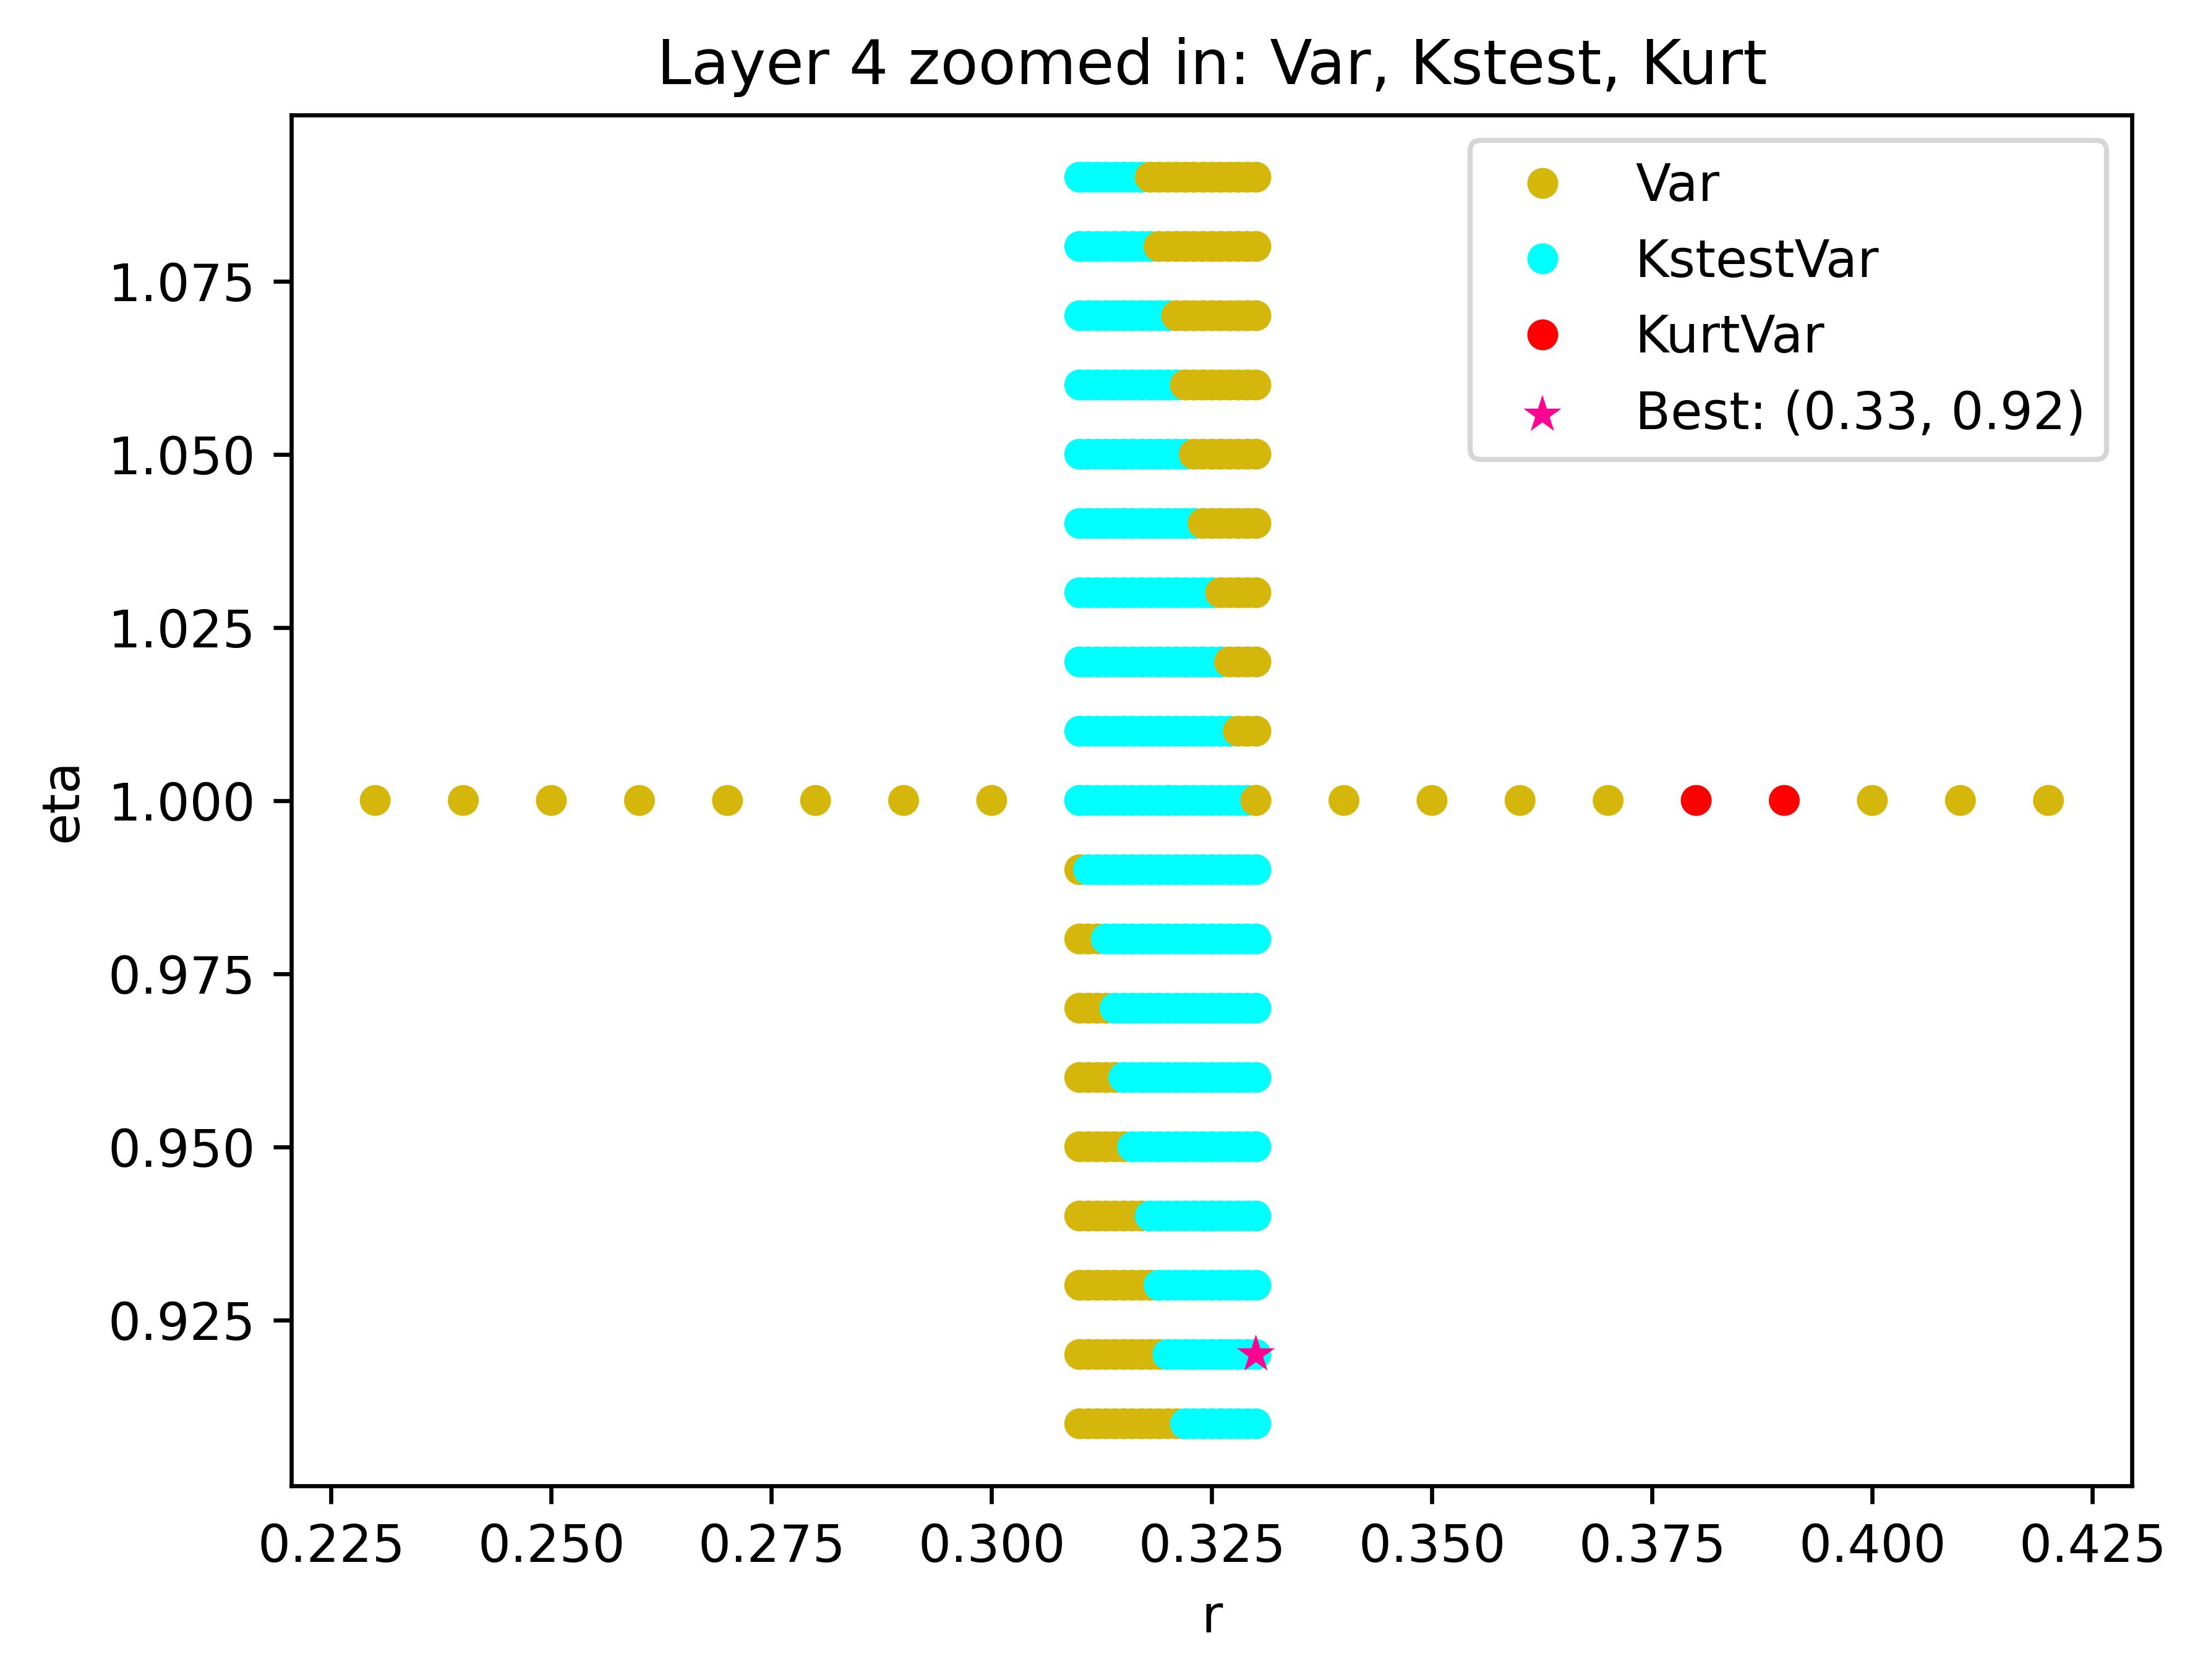 Layer 4 zoomed in: Var, Kstest, Kurt
Var
KstestVar
KurtVar
Best: (0.33, 0.92)
1.075
1.050
1.025
1.000
0.975
0.950
0.925
eta
0.225 0.250 0.275 0.300 0.325 0.350 0.375 0.400 0.425
r